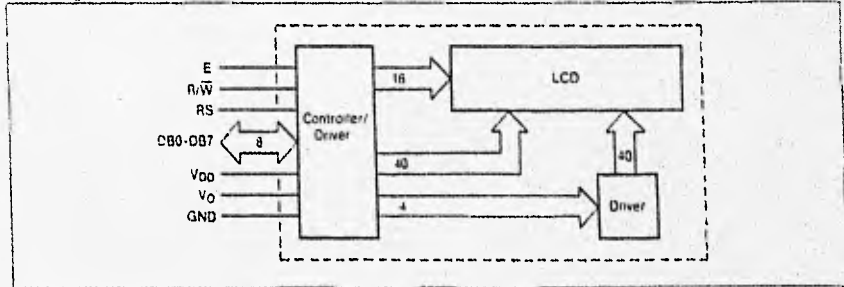 E
R/W̅
RS
DB0-DB7
8
VDD
VO
GND
Controller/
Driver
16
40
4
LCD
40
Driver